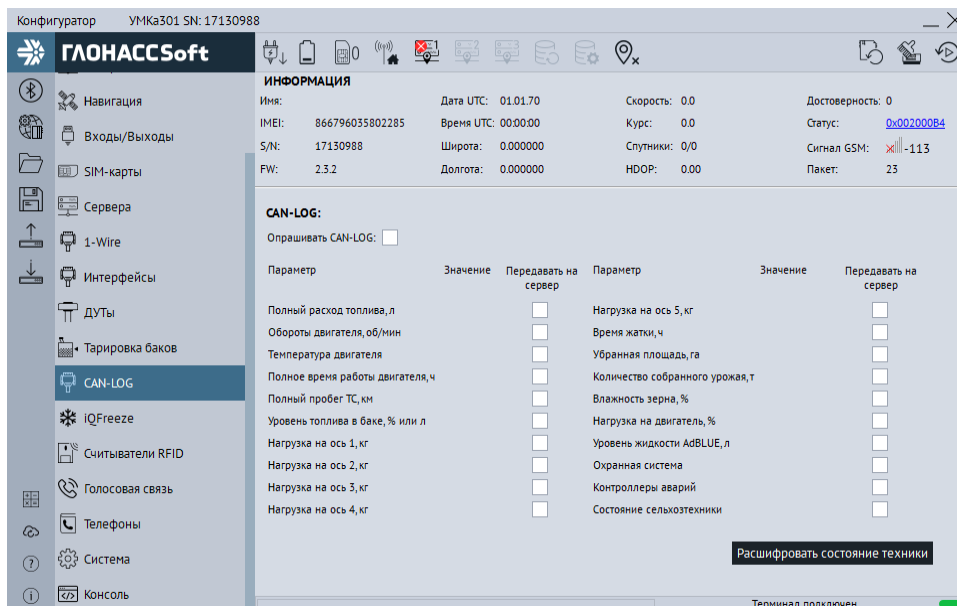 Конфигуратор УМКа301 SN: 17130988
ГЛОНАССSoft
0
1
2
3
Навигация
Входы/Выходы
SIM-карты
Сервера
1-Wire
Интерфейсы
ДУТы
Тарировка баков
CAN-LOG
iQFreeze
Считыватели RFID
Голосовая связь
Телефоны
Система
Консоль
ИНФОРМАЦИЯ
Имя: Дата UTC: 01.01.70 Скорость: 0.0 Достоверность: 0
IMEI: 866796035802285 Время UTC: 00:00:00 Курс: 0.0 Статус: 0x002000B4
S/N: 17130988 Широта: 0.000000 Спутники: 0/0 Сигнал GSM: -113
FW: 2.3.2 Долгота: 0.000000 HDOP: 0.00 Пакет: 23
CAN-LOG:
Опрашивать CAN-LOG:
Параметр Значение Передавать на сервер Параметр Значение Передавать на сервер
Полный расход топлива, л Нагрузка на ось 5, кг
Обороты двигателя, об/мин Время жатки, ч
Температура двигателя Убранная площадь, га
Полное время работы двигателя, ч Количество собранного урожая, т
Полный пробег ТС, км Влажность зерна, %
Уровень топлива в баке, % или л Нагрузка на двигатель, %
Нагрузка на ось 1, кг Уровень жидкости AdBLUE, л
Нагрузка на ось 2, кг Охранная система
Нагрузка на ось 3, кг Контроллеры аварий
Нагрузка на ось 4, кг Состояние сельхозтехники
Расшифровать состояние техники
Терминал подключен